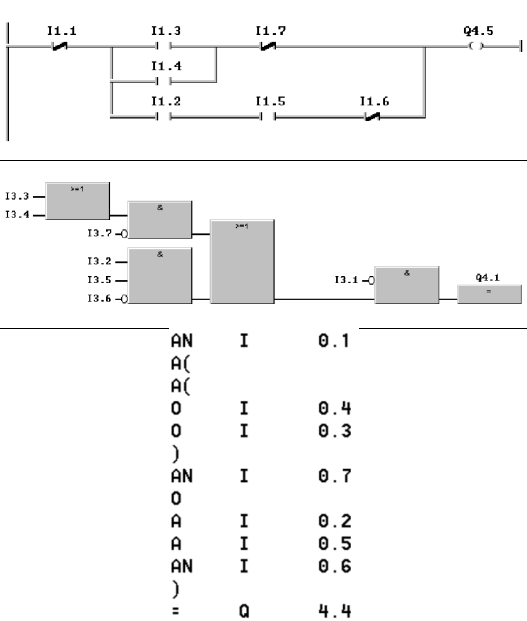 I1.1 I1.3 I1.7 Q4.5
I1.4
I1.2 I1.5 I1.6
>=1
I3.3
I3.4
&
I3.7
>=1
&
I3.2
I3.5
I3.6
&
I3.1
Q4.1
=
AN I 0.1
A(
A(
O I 0.4
O I 0.3
)
AN I 0.7
O
A I 0.2
A I 0.5
AN I 0.6
)
= Q 4.4